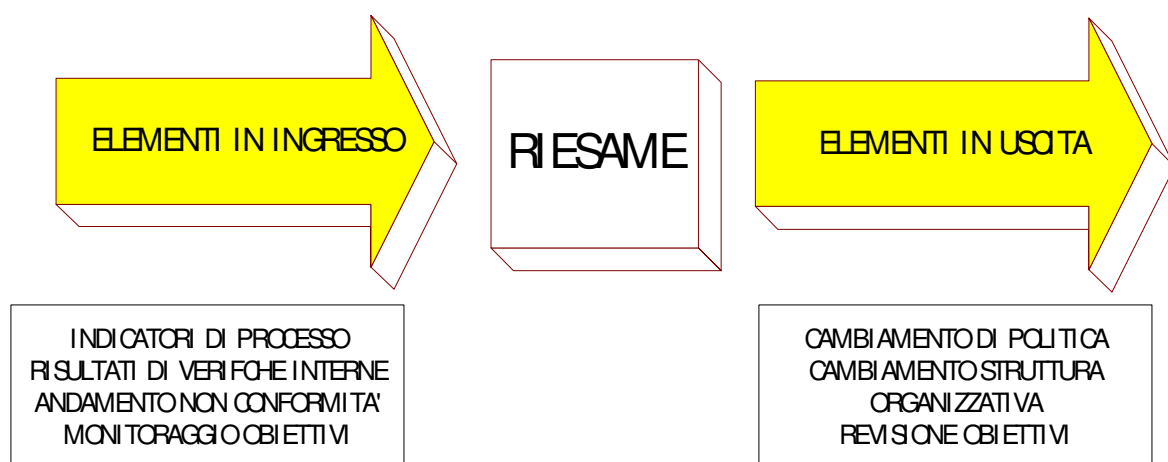 ELEMENTI IN INGRESSO
RIESAME
ELEMENTI IN USCITA
INDICATORI DI PROCESSO
RISULTATI DI VERIFCHE INTERNE
ANDAMENTO NON CONFORMITA'
MONITORAGGIO OBIETTIVI
CAMBIAMENTO DI POLITICA
CAMBIAMENTO STRUTTURA
ORGANIZZATIVA
REVISIONE OBIETTIVI